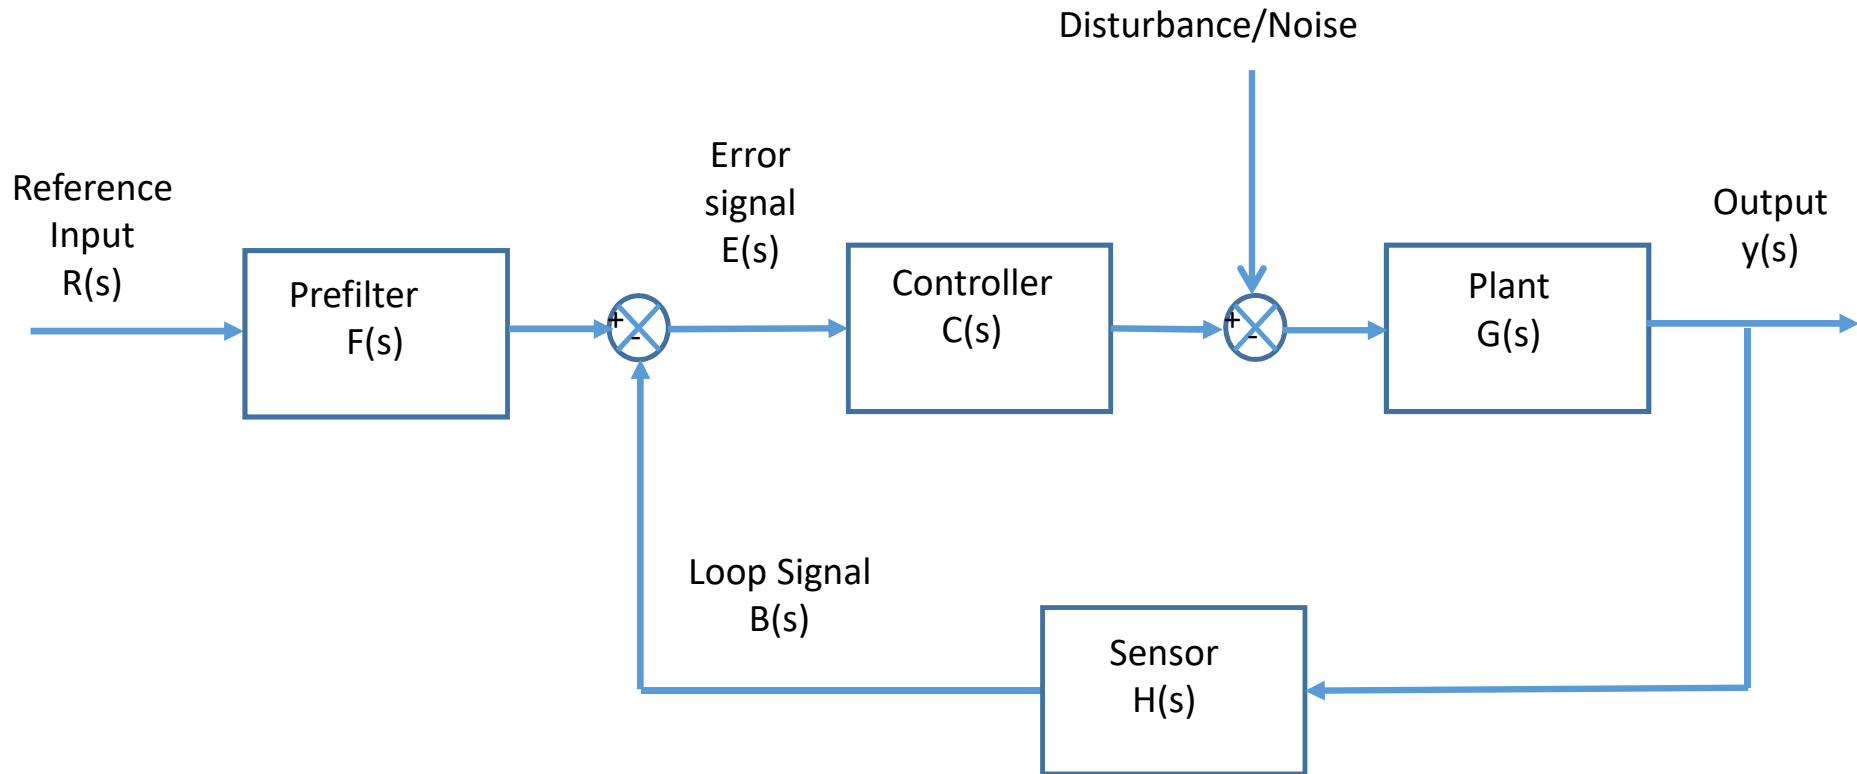 Disturbance/Noise
Error
signal
E(s)
Reference
Input
R(s)
Output
y(s)
Prefilter
F(s)
+
-
Controller
C(s)
+
-
Plant
G(s)
Loop Signal
B(s)
Sensor
H(s)